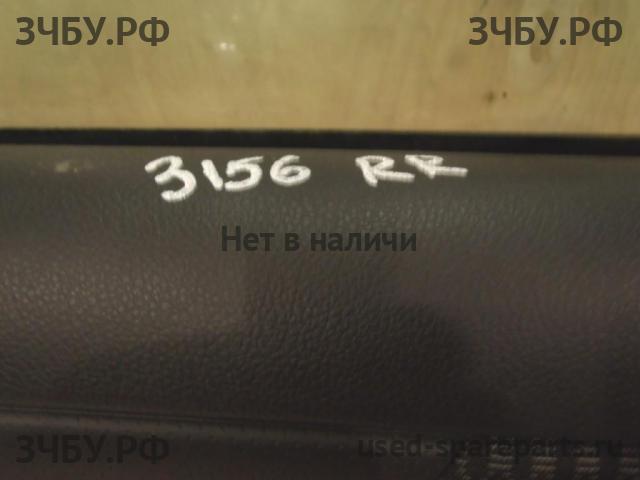 ЗЧБУ.РФ ЗЧБУ.РФ
3156 RR
Нет в наличи
ЗЧБУ.РФ used-spareparts.ru